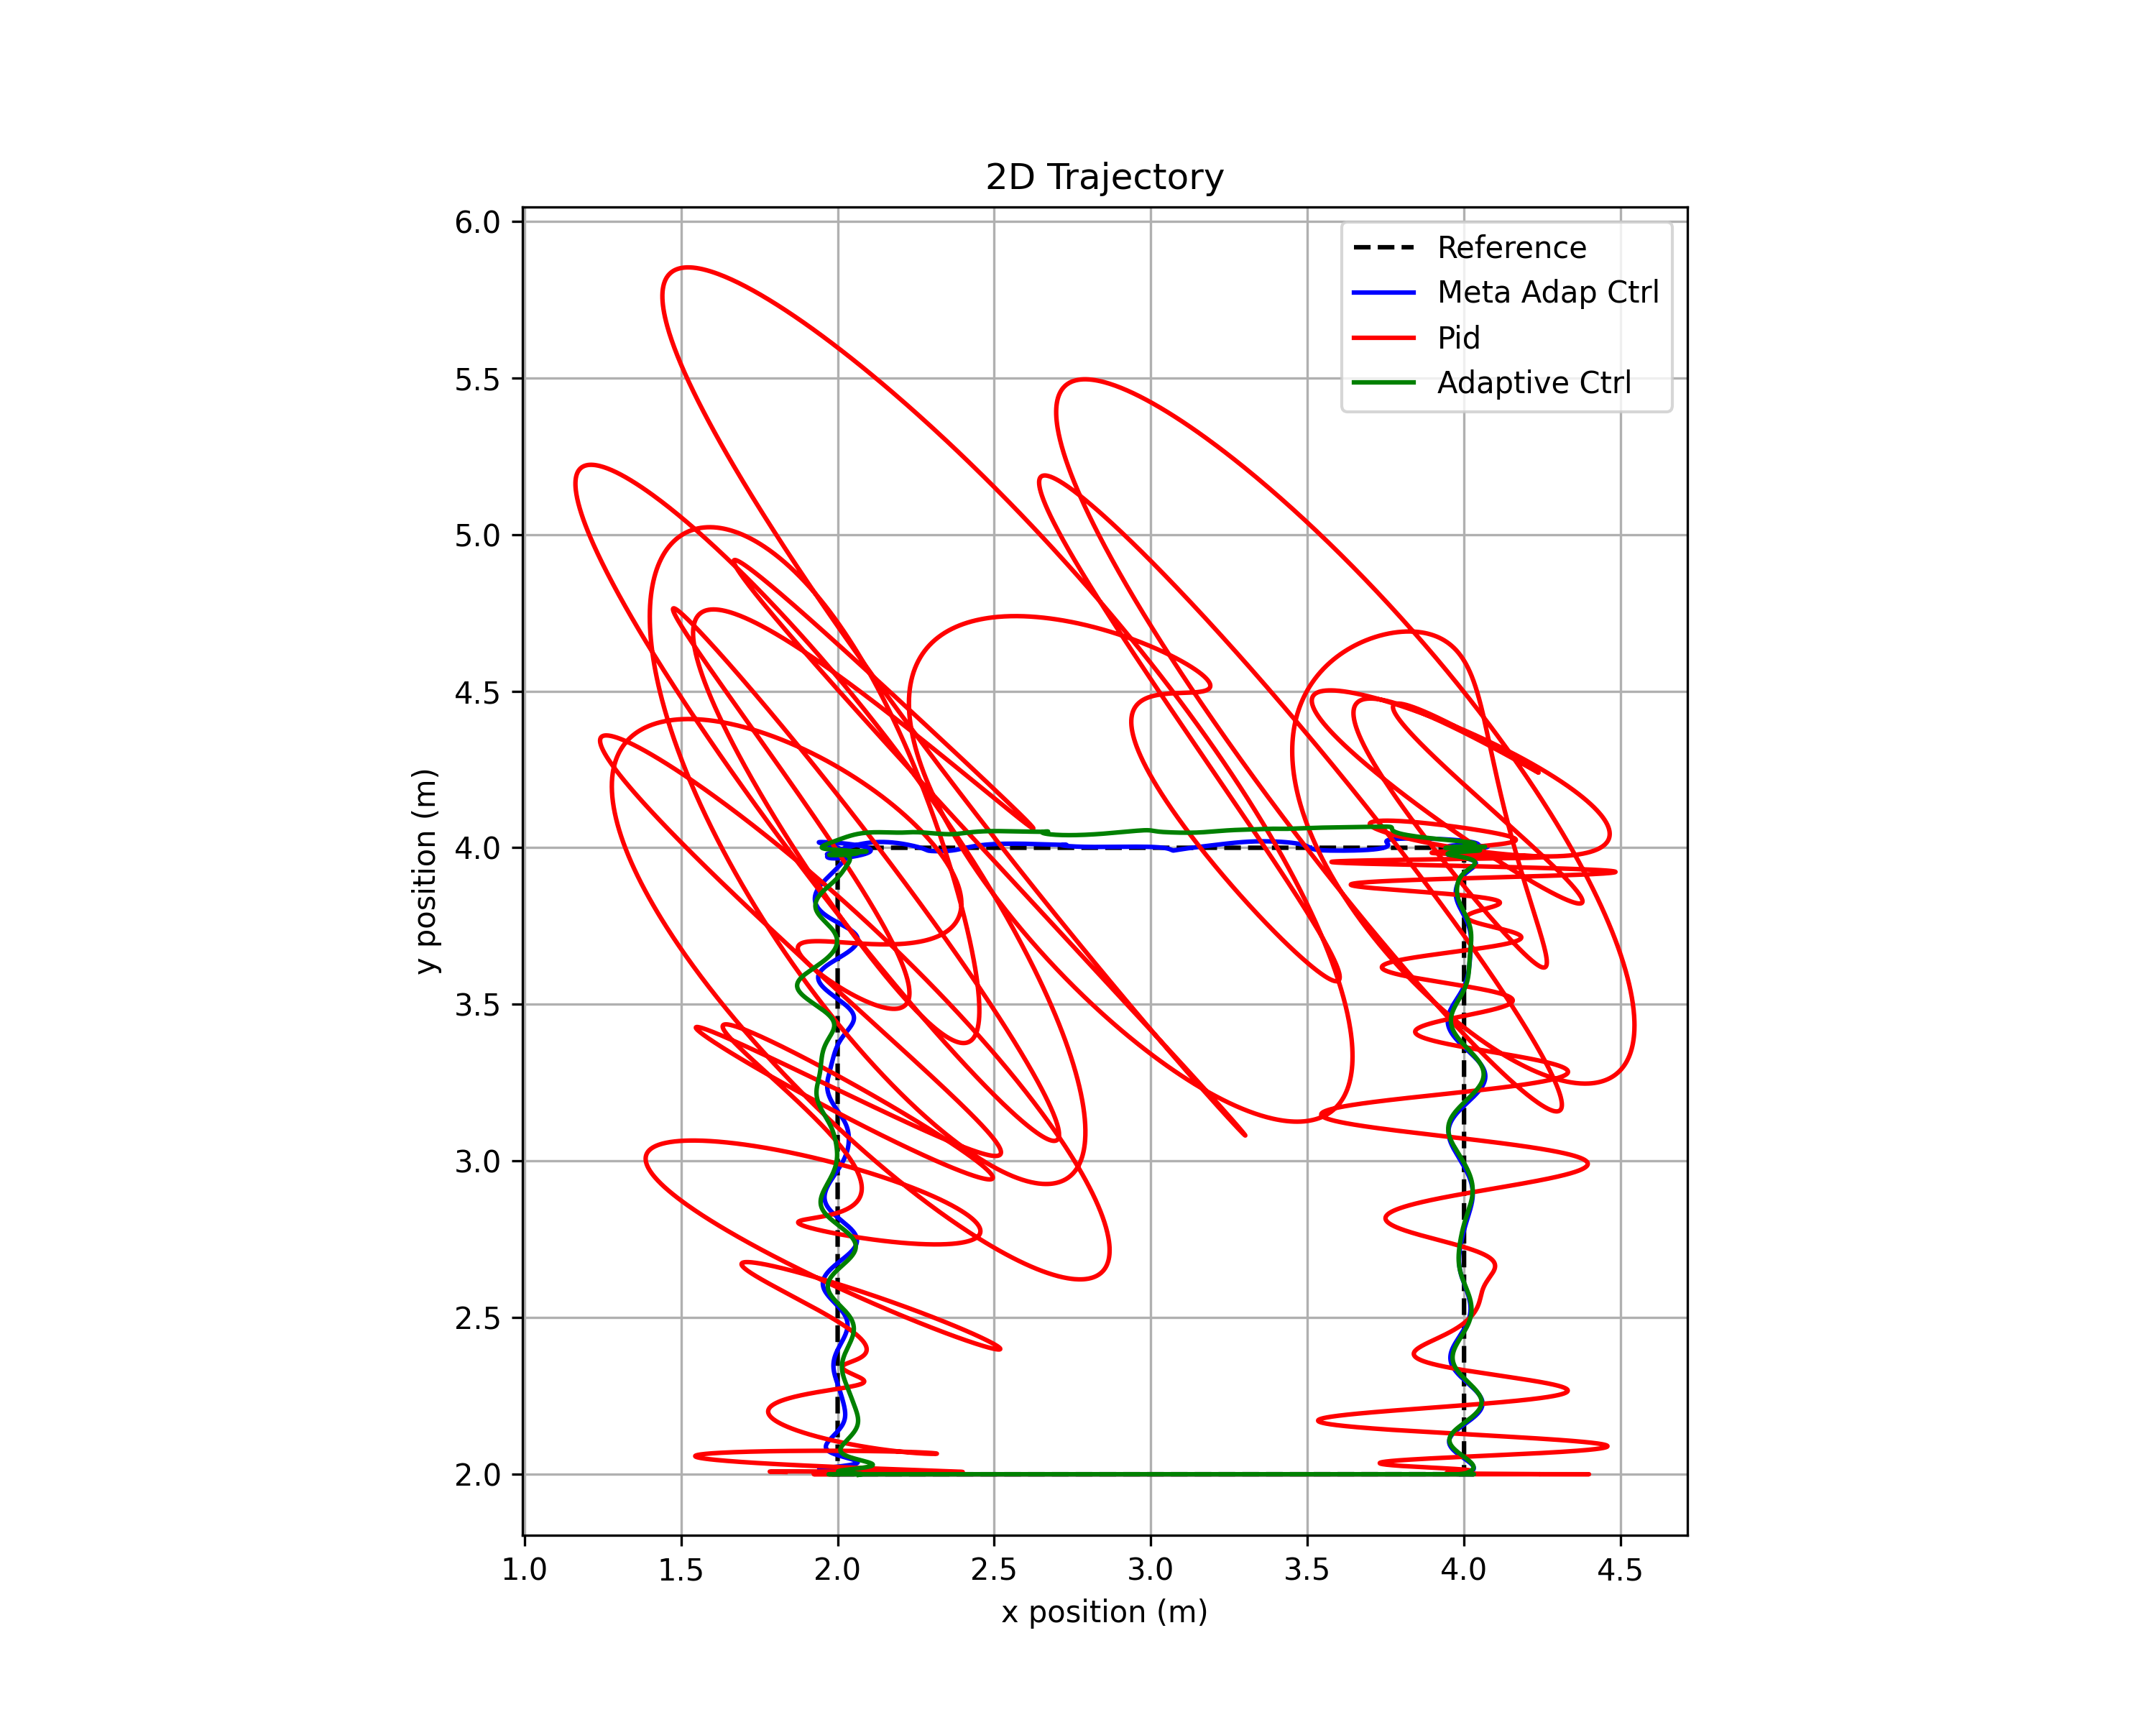 2D Trajectory
Reference
Meta Adap Ctrl
Pid
Adaptive Ctrl
6.0
5.5
5.0
4.5
4.0
3.5
3.0
2.5
2.0
y position (m)
1.0 1.5 2.0 2.5 3.0 3.5 4.0 4.5
x position (m)